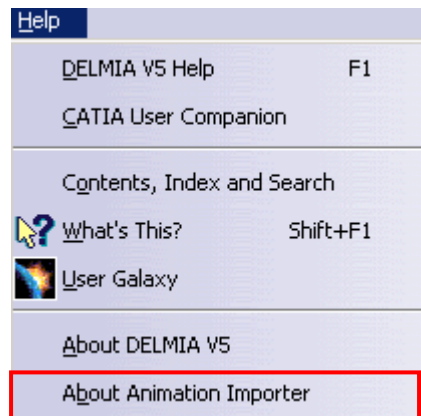 Help
DELMIA V5 Help F1
CATIA User Companion
Contents, Index and Search
What's This? Shift+F1
User Galaxy
About DELMIA V5
About Animation Importer